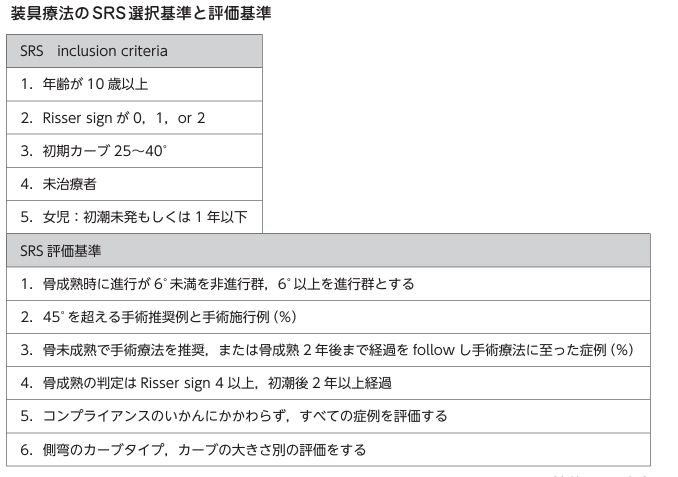 装具療法のSRS選択基準と評価基準
SRS inclusion criteria
1. 年齢が 10 歳以上
2. Risser sign が 0，1，or 2
3. 初期カーブ 25〜40°
4. 未治療者
5. 女児：初潮未発もしくは 1 年以下
SRS 評価基準
1. 骨成熟時に進行が 6°未満を非進行群，6°以上を進行群とする
2. 45°を超える手術推奨例と手術施行例（%）
3. 骨未成熟で手術療法を推奨，または骨成熟 2 年後まで経過を follow し手術療法に至った症例（%）
4. 骨成熟の判定は Risser sign 4 以上，初潮後 2 年以上経過
5. コンプライアンスのいかんにかかわらず，すべての症例を評価する
6. 側弯のカーブタイプ，カーブの大きさ別の評価をする